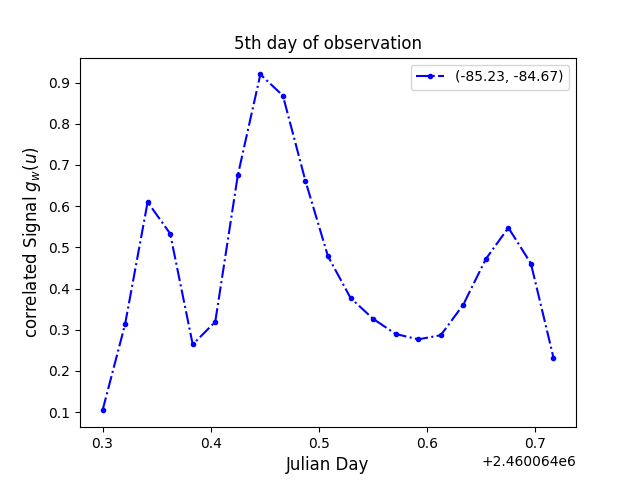 5th day of observation
(-85.23, -84.67)
correlated Signal g_w(u)
0.9
0.8
0.7
0.6
0.5
0.4
0.3
0.2
0.1
0.3 0.4 0.5 0.6 0.7
+2.460064e6
Julian Day